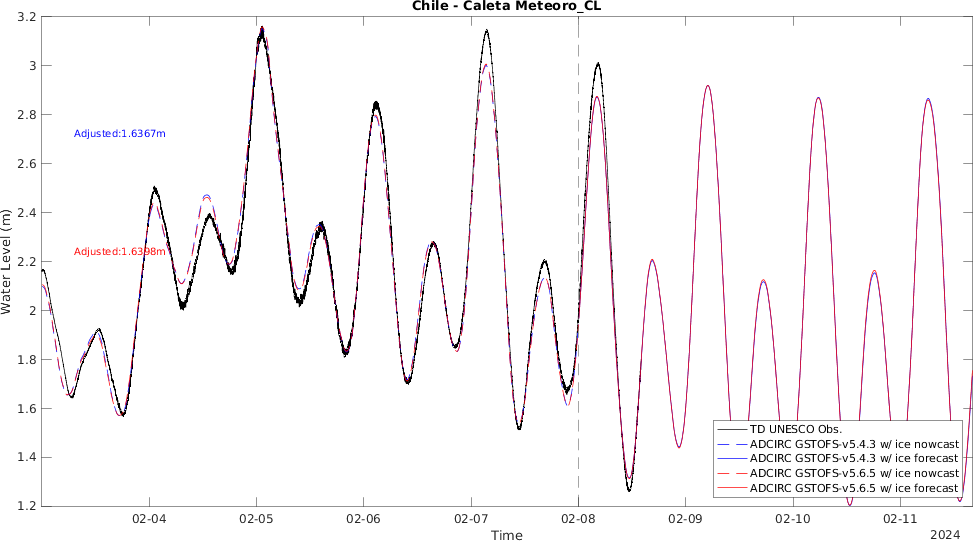 Chile - Caleta Meteoro_CL
3.2
3
2.8
2.6
2.4
2.2
2
1.8
1.6
1.4
1.2
Water Level (m)
Adjusted:1.6367m
Adjusted:1.6398m
TD UNESCO Obs.
ADCIRC GSTOFS-v5.4.3 w/ ice nowcast
ADCIRC GSTOFS-v5.4.3 w/ ice forecast
ADCIRC GSTOFS-v5.6.5 w/ ice nowcast
ADCIRC GSTOFS-v5.6.5 w/ ice forecast
02-04 02-05 02-06 02-07 02-08 02-09 02-10 02-11
Time
2024